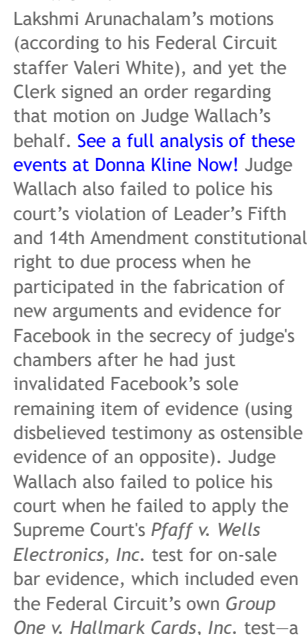 Lakshmi Arunachalam’s motions
(according to his Federal Circuit
staffer Valeri White), and yet the
Clerk signed an order regarding
that motion on Judge Wallach’s
behalf. See a full analysis of these
events at Donna Kline Now! Judge
Wallach also failed to police his
court’s violation of Leader’s Fifth
and 14th Amendment constitutional
right to due process when he
participated in the fabrication of
new arguments and evidence for
Facebook in the secrecy of judge's
chambers after he had just
invalidated Facebook’s sole
remaining item of evidence (using
disbelieved testimony as ostensible
evidence of an opposite). Judge
Wallach also failed to police his
court when he failed to apply the
Supreme Court's Pfaff v. Wells
Electronics, Inc. test for on-sale
bar evidence, which included even
the Federal Circuit’s own Group
One v. Hallmark Cards, Inc. test—a